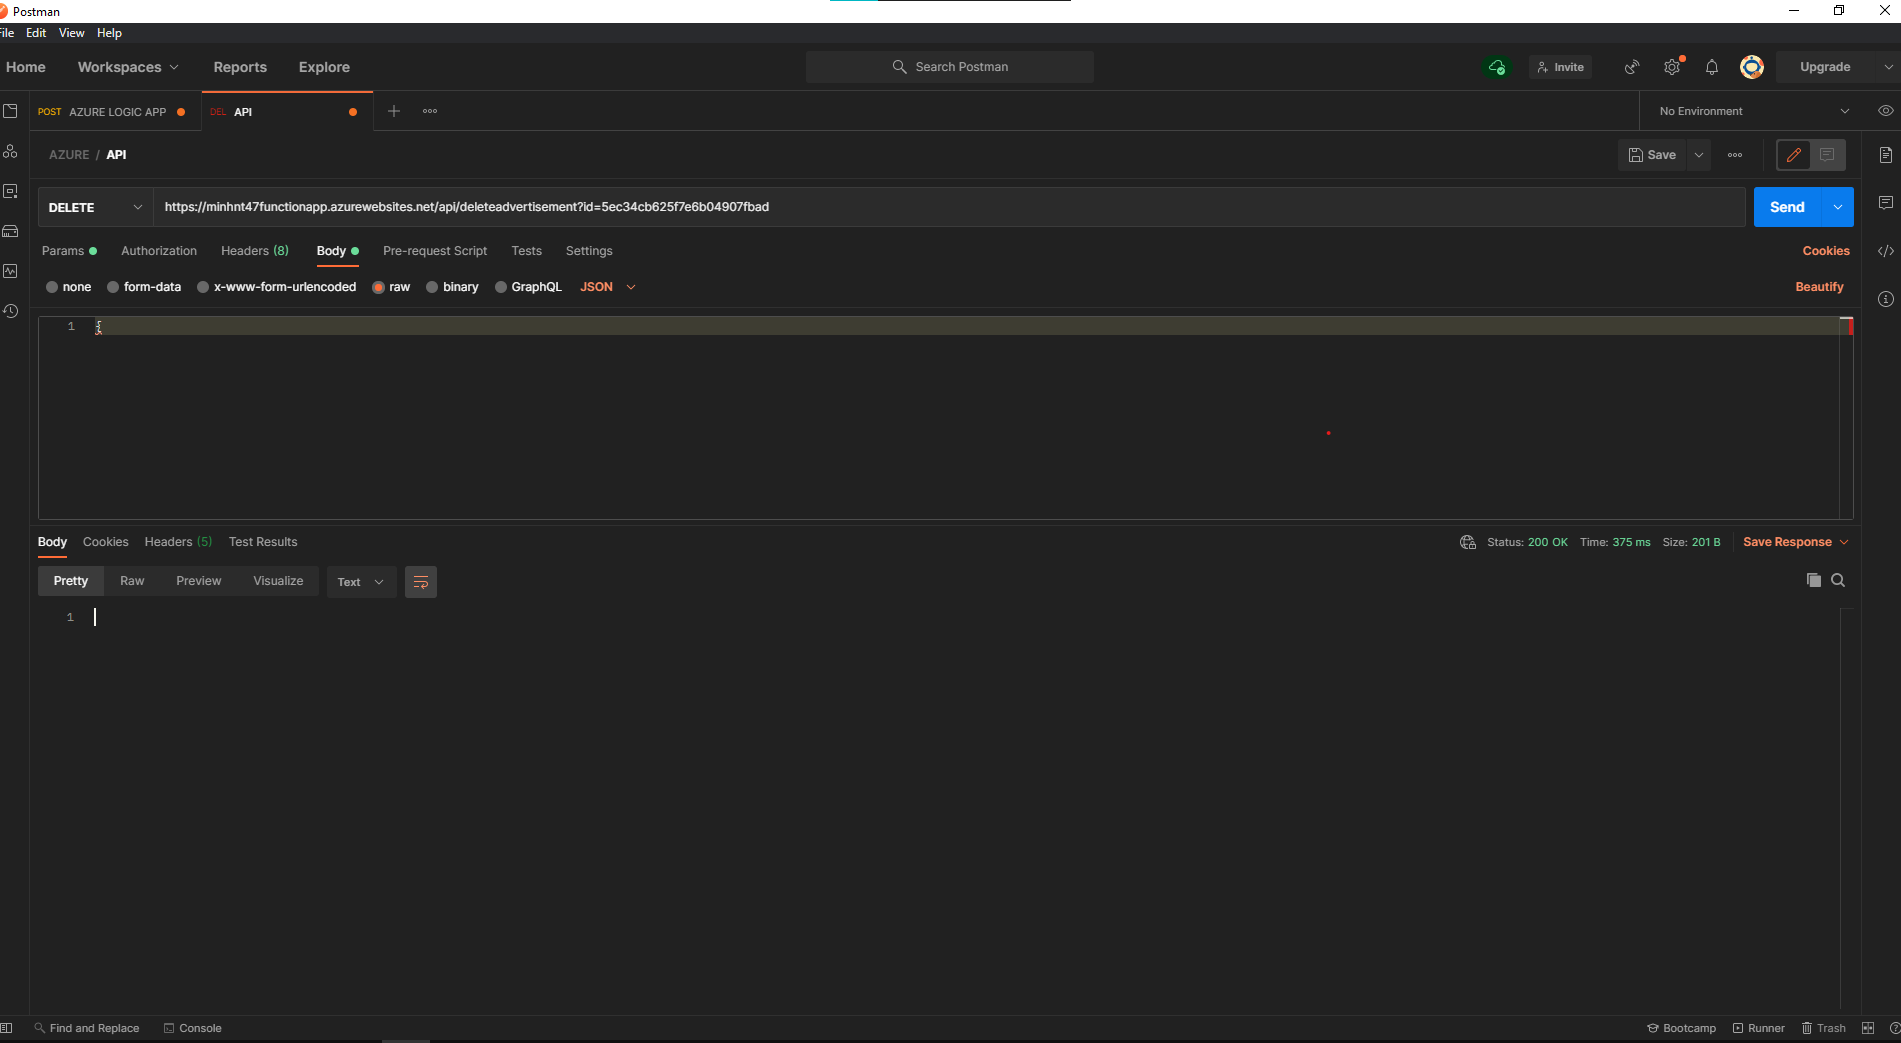 Postman
File Edit View Help
Home Workspaces Reports Explore Search Postman Invite Upgrade
POST AZURE LOGIC APP DEL API No Environment
AZURE / API Save
DELETE https://minhnt47functionapp.azurewebsites.net/api/deleteadvertisement?id=5ec34cb625f7e6b04907fbad Send
Params Authorization Headers (8) Body Pre-request Script Tests Settings Cookies
none form-data x-www-form-urlencoded raw binary GraphQL JSON Beautify
1 {
Body Cookies Headers (5) Test Results Status: 200 OK Time: 375 ms Size: 201 B Save Response
Pretty Raw Preview Visualize Text
1
Find and Replace Console Bootcamp Runner Trash